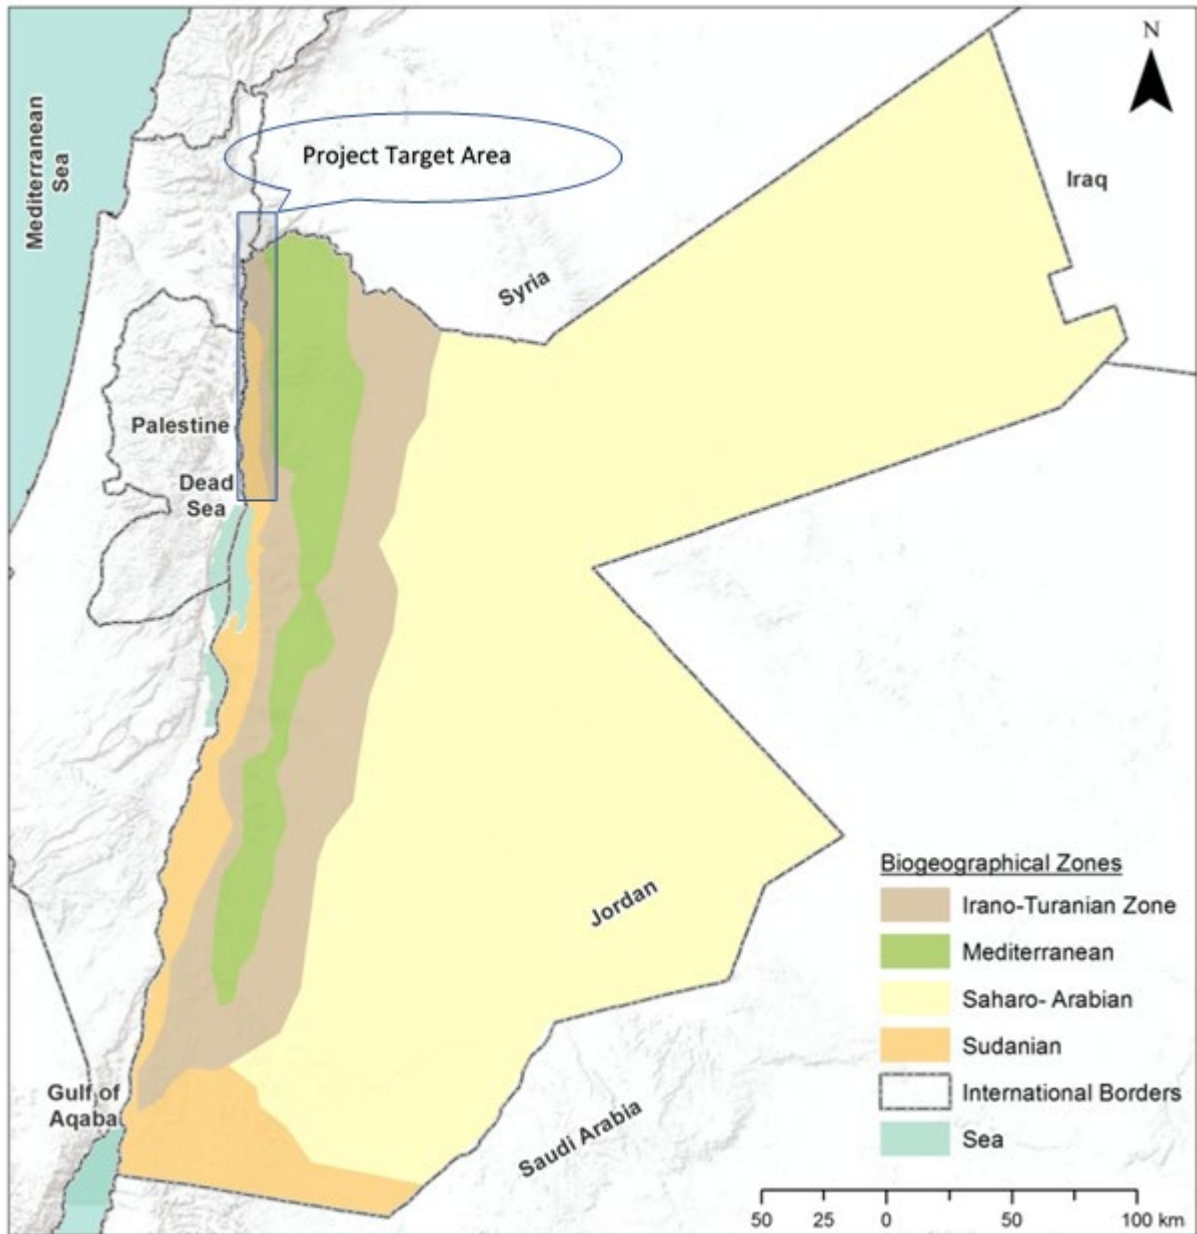 N
Mediterranean
Sea
Project Target Area
Iraq
Syria
Palestine
Dead
Sea
Jordan
Gulf of
Aqaba
Saudi Arabia
Biogeographical Zones
Irano-Turanian Zone
Mediterranean
Saharo- Arabian
Sudanian
International Borders
Sea
50 25 0 50 100 km